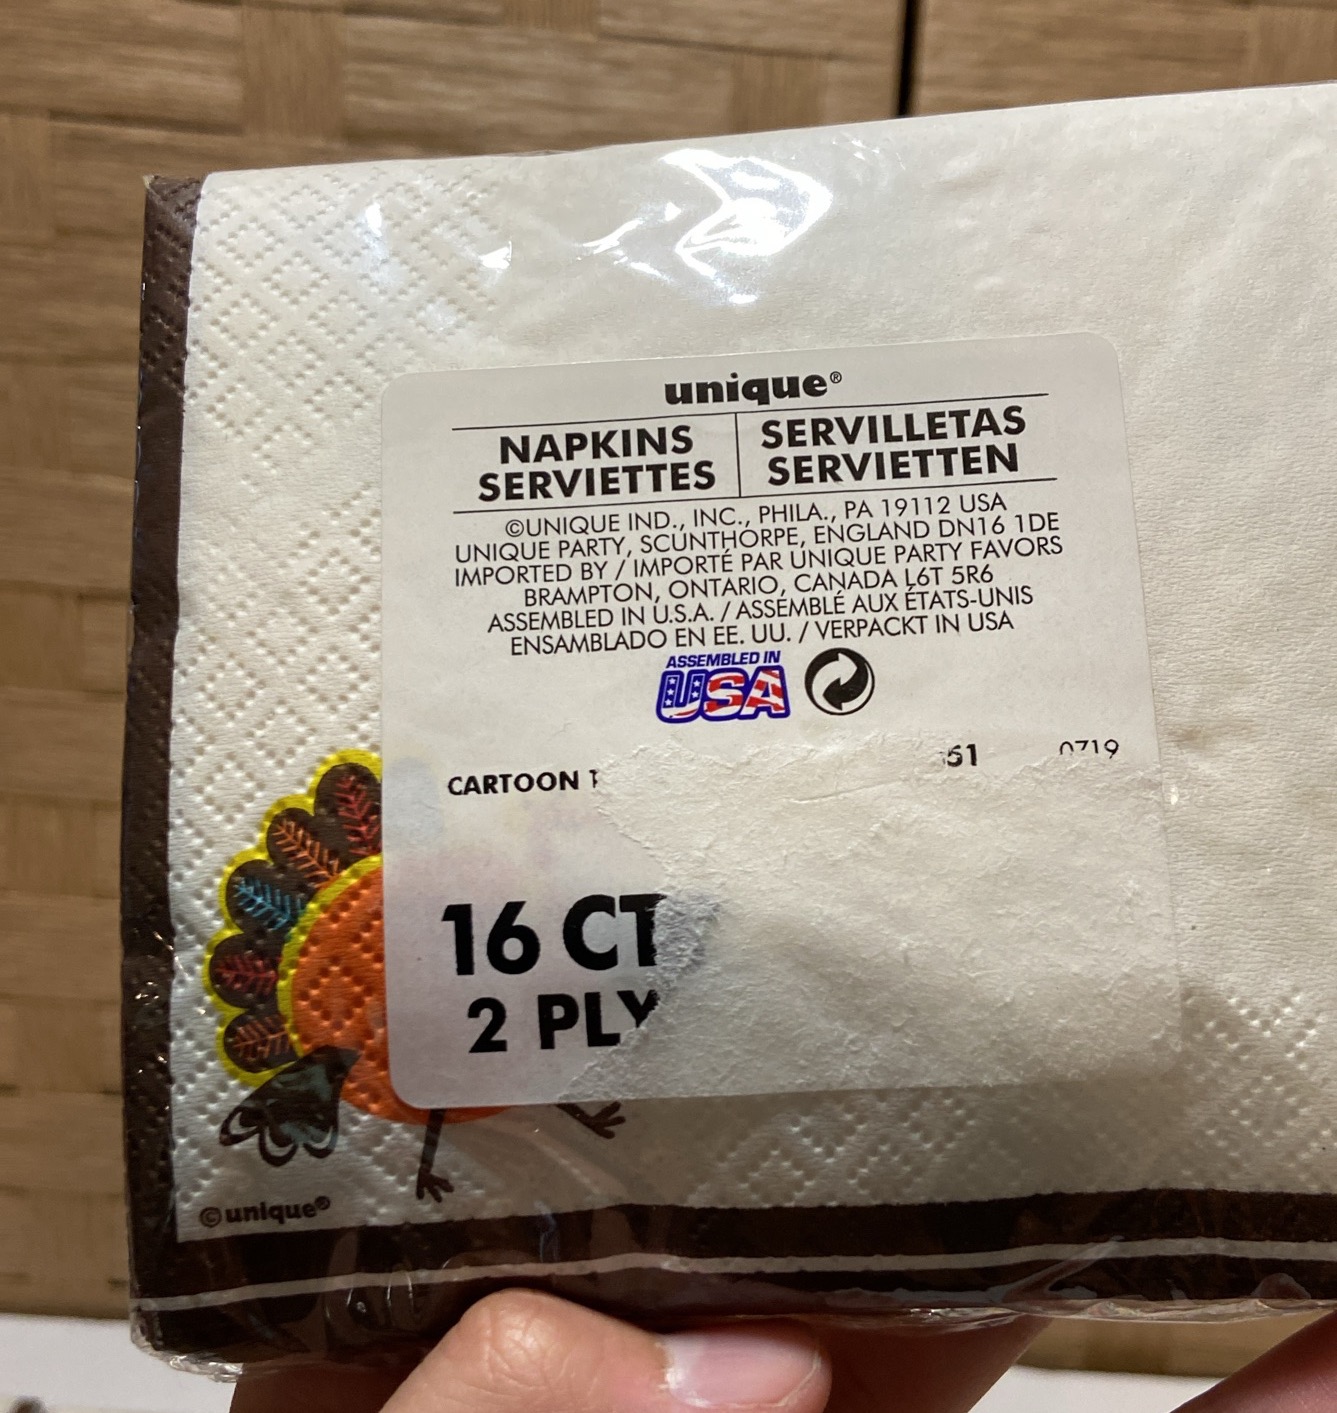 unique®
NAPKINS
SERVIETTES
SERVILLETAS
SERVIETTEN
©UNIQUE IND., INC., PHILA., PA 19112 USA
UNIQUE PARTY, SCUNTHORPE, ENGLAND DN16 1DE
IMPORTED BY / IMPORTÉ PAR UNIQUE PARTY FAVORS
BRAMPTON, ONTARIO, CANADA L6T 5R6
ASSEMBLED IN U.S.A. / ASSEMBLÉ AUX ÉTATS-UNIS
ENSAMBLADO EN EE. UU. / VERPACKT IN USA
ASSEMBLED IN
USA
CARTOON 61 0719
16 CT
2 PLY
©unique®